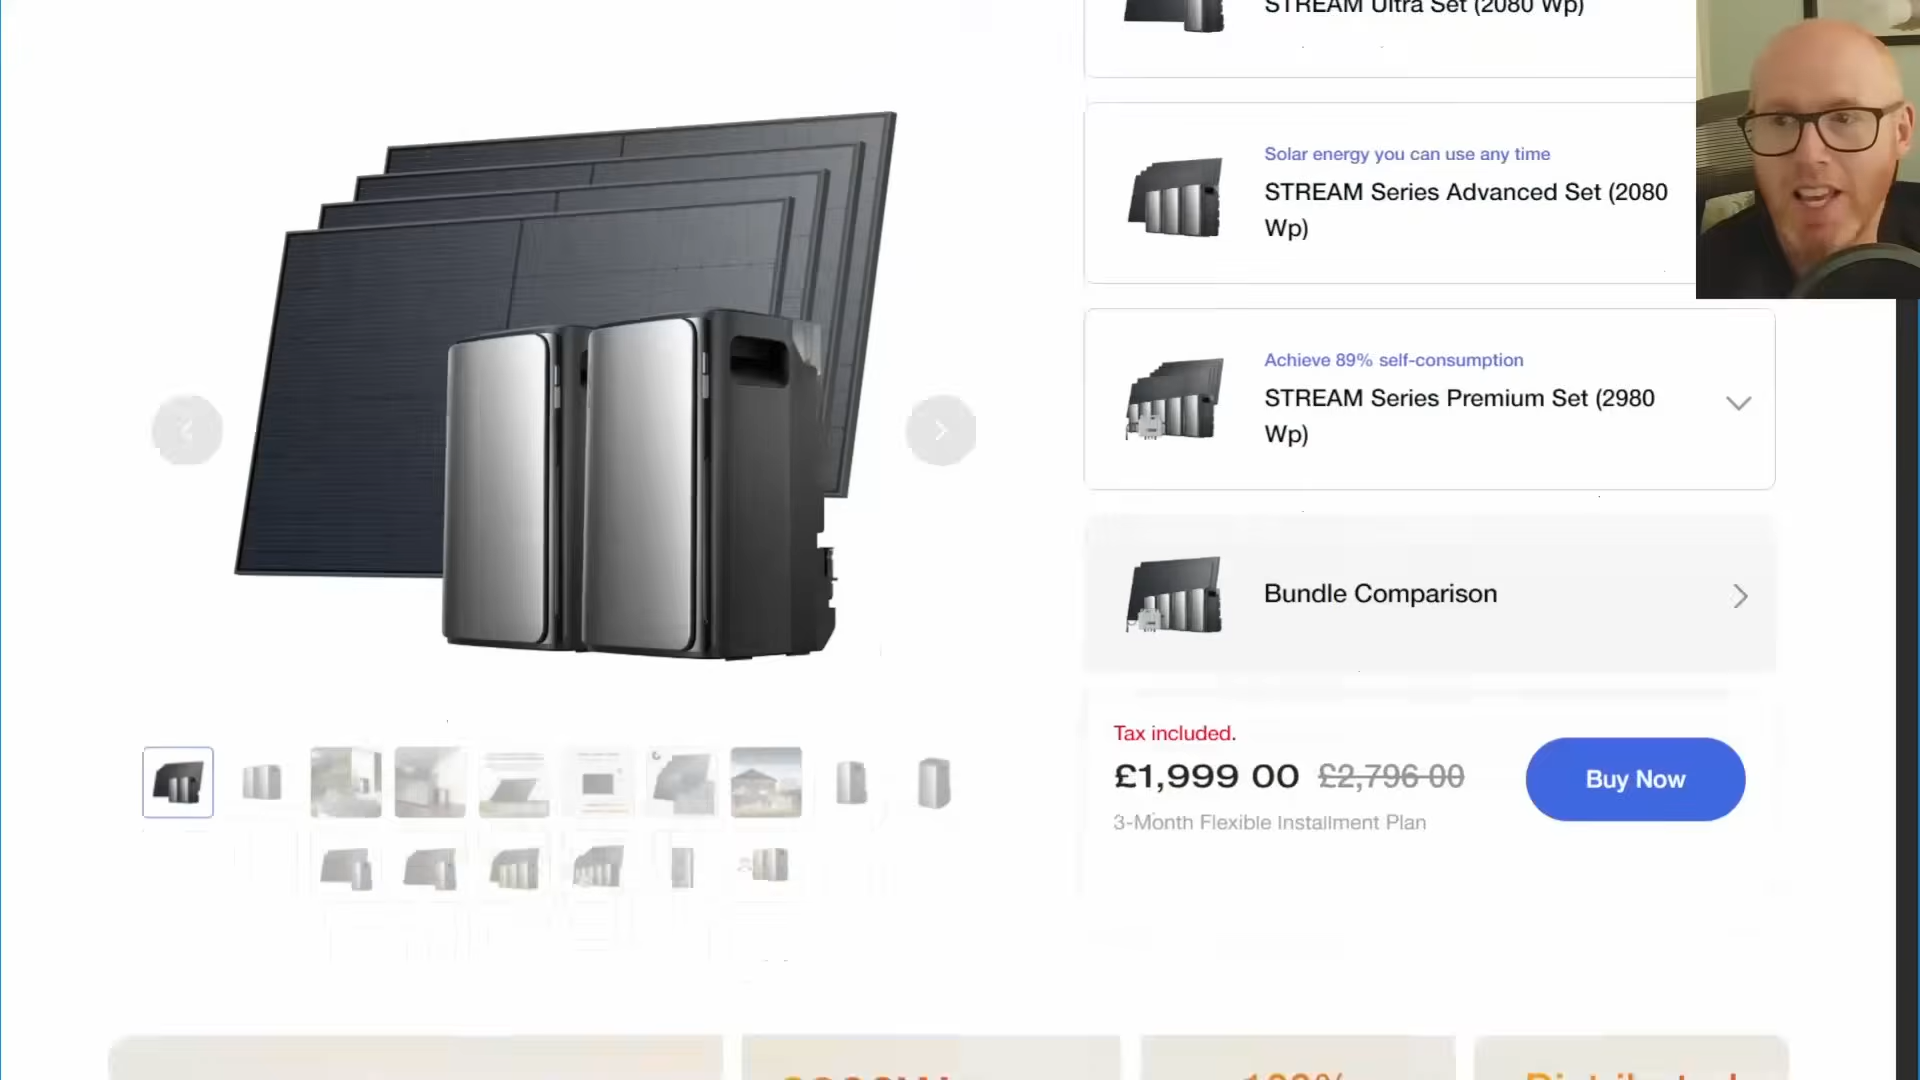 STREAM Ultra Set (2080 Wp)
Solar energy you can use any time
STREAM Series Advanced Set (2080
Wp)
Achieve 89% self-consumption
STREAM Series Premium Set (2980
Wp)
Bundle Comparison
Tax included.
£1,999 00 £2,796 00
Buy Now
3-Month Flexible Installment Plan